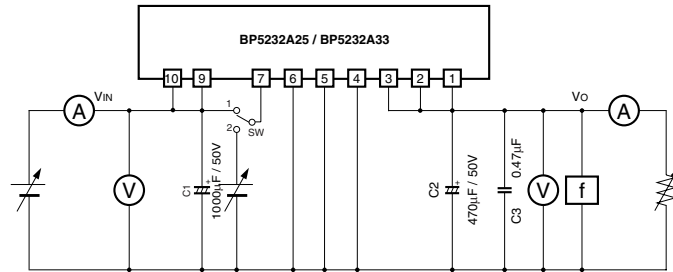 BP5232A25 / BP5232A33
10 9 7 6 5 4 3 2 1
A VIN 1 2 SW VO A
V C1 + 1000µF / 50V C2 + 470µF / 50V C3 0.47µF V f